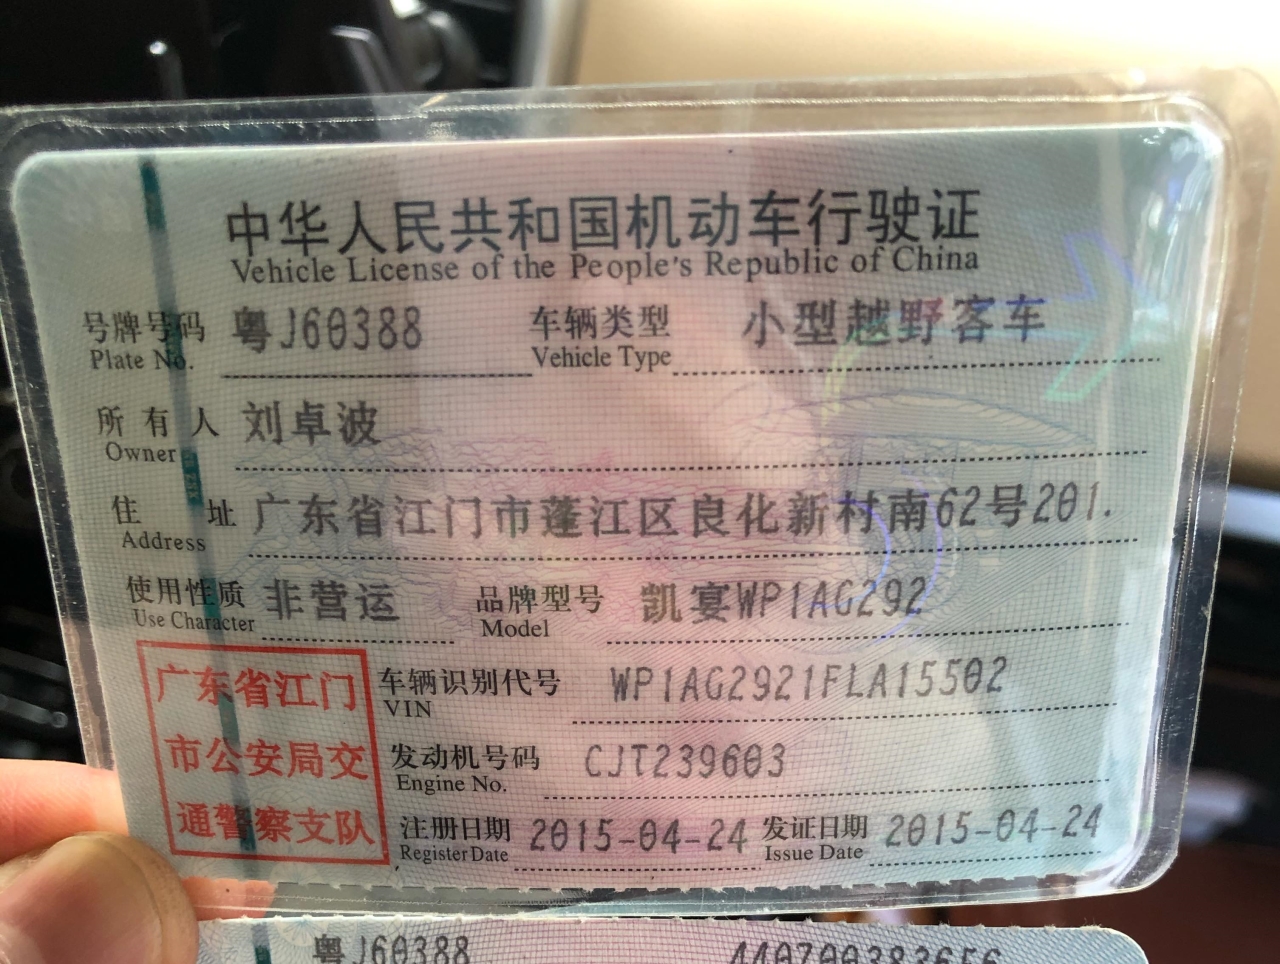 中华人民共和国机动车行驶证
Vehicle License of the People's Republic of China
号牌号码 粤J60388 车辆类型 小型越野客车
Plate No. Vehicle Type
所有人 刘卓波
Owner
住址 广东省江门市蓬江区良化新村南62号201.
Address
使用性质 非营运 品牌型号 凯宴WP1AG292
Use Character Model
广东省江门
市公安局交
通警察支队
车辆识别代号 WP1AG2921FLA15502
VIN
发动机号码 CJT239603
Engine No.
注册日期 2015-04-24 发证日期 2015-04-24
Register Date Issue Date
粤J60388 440700383656